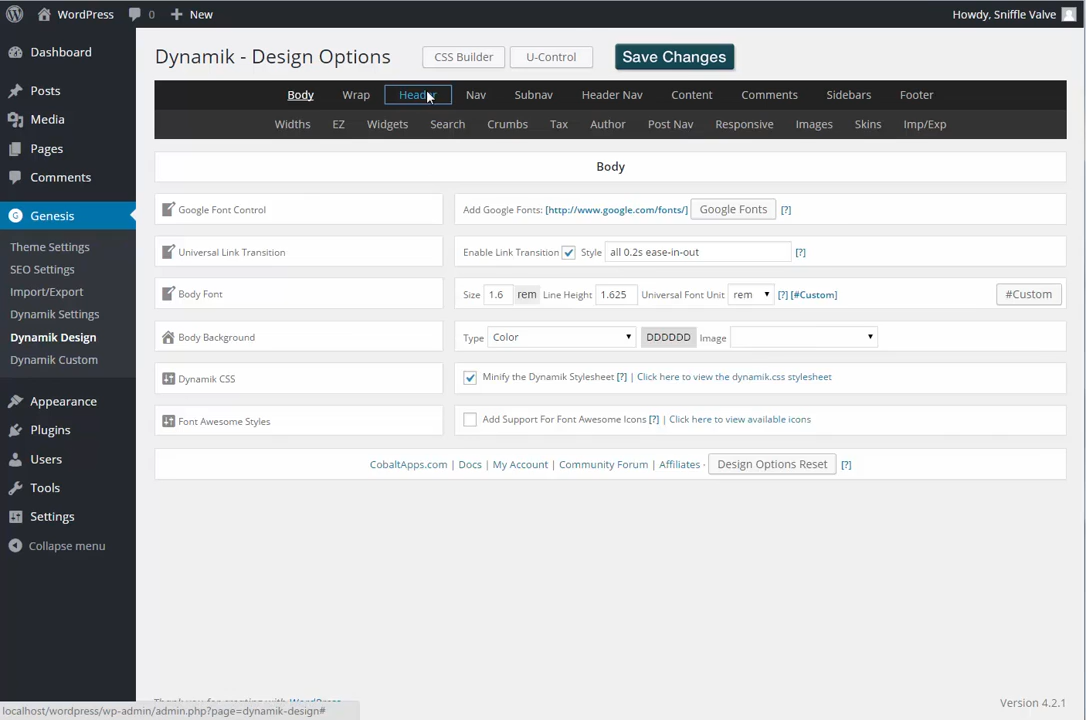 WordPress 0 New Howdy, Sniffle Valve
Dashboard
Posts
Media
Pages
Comments
Genesis
Theme Settings
SEO Settings
Import/Export
Dynamik Settings
Dynamik Design
Dynamik Custom
Appearance
Plugins
Users
Tools
Settings
Collapse menu
Dynamik - Design Options CSS Builder U-Control Save Changes
Body Wrap Header Nav Subnav Header Nav Content Comments Sidebars Footer
Widths EZ Widgets Search Crumbs Tax Author Post Nav Responsive Images Skins Imp/Exp
Body
Google Font Control Add Google Fonts: [http://www.google.com/fonts/] Google Fonts [?]
Universal Link Transition Enable Link Transition Style all 0.2s ease-in-out [?]
Body Font Size 1.6 rem Line Height 1.625 Universal Font Unit rem [?] [#Custom] #Custom
Body Background Type Color DDDDDD Image
Dynamik CSS Minify the Dynamik Stylesheet [?] | Click here to view the dynamik.css stylesheet
Font Awesome Styles Add Support For Font Awesome Icons [?] | Click here to view available icons
CobaltApps.com | Docs | My Account | Community Forum | Affiliates · Design Options Reset [?]
Thank you for creating with WordPress Version 4.2.1
localhost/wordpress/wp-admin/admin.php?page=dynamik-design#